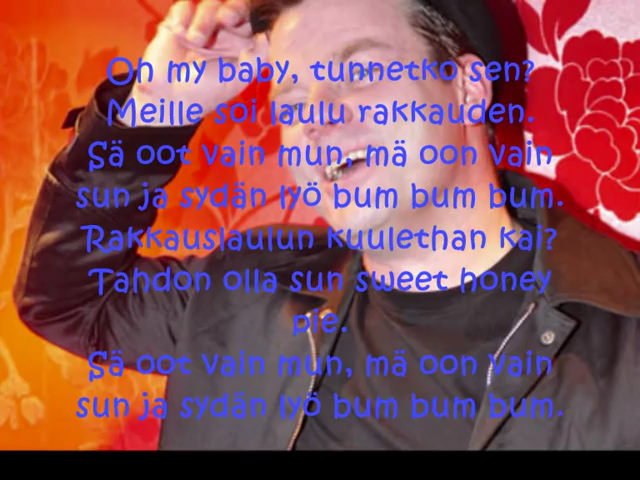 Oh my baby, tunnetko sen?
Meille soi laulu rakkauden.
Sä oot vain mun, mä oon vain
sun ja sydän lyö bum bum bum.
Rakkauslaulun kuulethan kai?
Tahdon olla sun sweet honey
pie.
Sä oot vain mun, mä oon vain
sun ja sydän lyö bum bum bum.